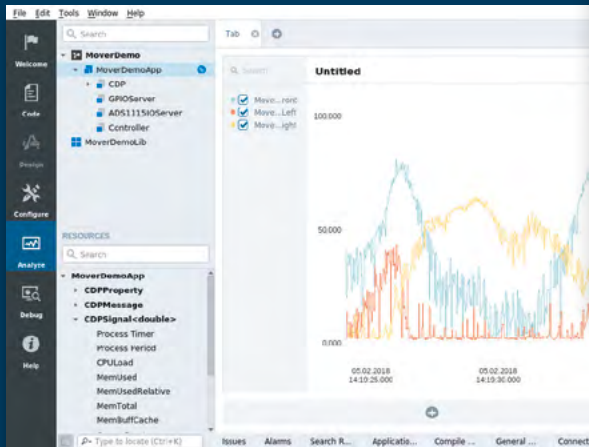 File Edit Tools Window Help
Search
Welcome
Code
Design
Configure
Analyze
Debug
Help
MoverDemo
MoverDemoApp
CDP
GPIOServer
ADS1115IOServer
Controller
MoverDemoLib
RESOURCES
Search
MoverDemoApp
CDPProperty
CDPMessage
CDPSignal<double>
Process Timer
Process Period
CPULoad
MemUsed
MemUsedRelative
MemTotal
MemBuffCache
Type to locate (Ctrl+K)
Tab
Search
Untitled
Move...ront
Move...Left
Move...ight
100.000
50.000
0.000
05.02.2018
14:10:25.000
05.02.2018
14:19:30.000
Issues Alarms Search R... Applicatio... Compile ... General ... Connect